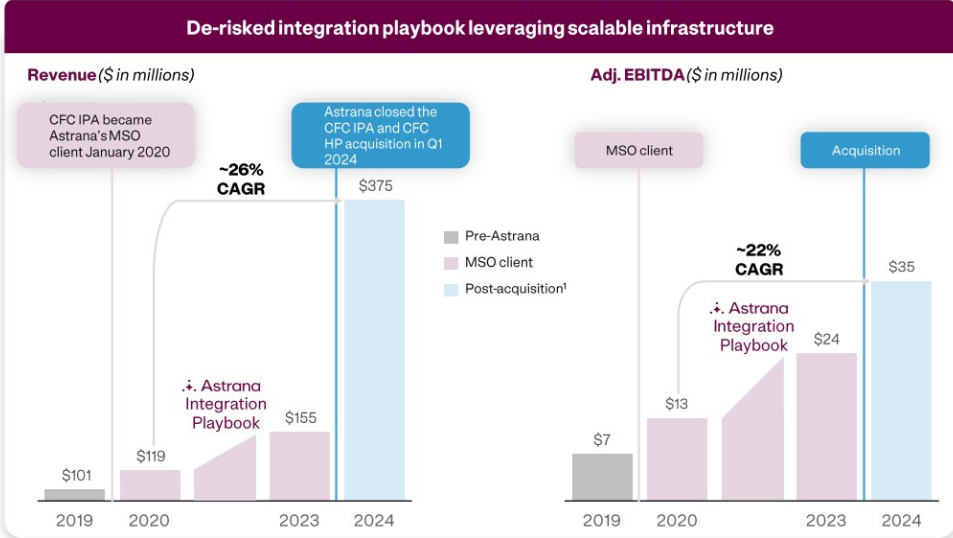 De-risked integration playbook leveraging scalable infrastructure
Revenue ($ in millions)
CFC IPA became
Astrana's MSO
client January 2020
Astrana closed the
CFC IPA and CFC
HP acquisition in Q1
2024
~26%
CAGR
$375
Pre-Astrana
MSO client
Post-acquisition¹
Astrana
Integration
Playbook
$101
$119
$155
2019
2020
2023
2024
Adj. EBITDA ($ in millions)
MSO client
Acquisition
~22%
CAGR
$35
Astrana
Integration
Playbook
$24
$13
$7
2019
2020
2023
2024